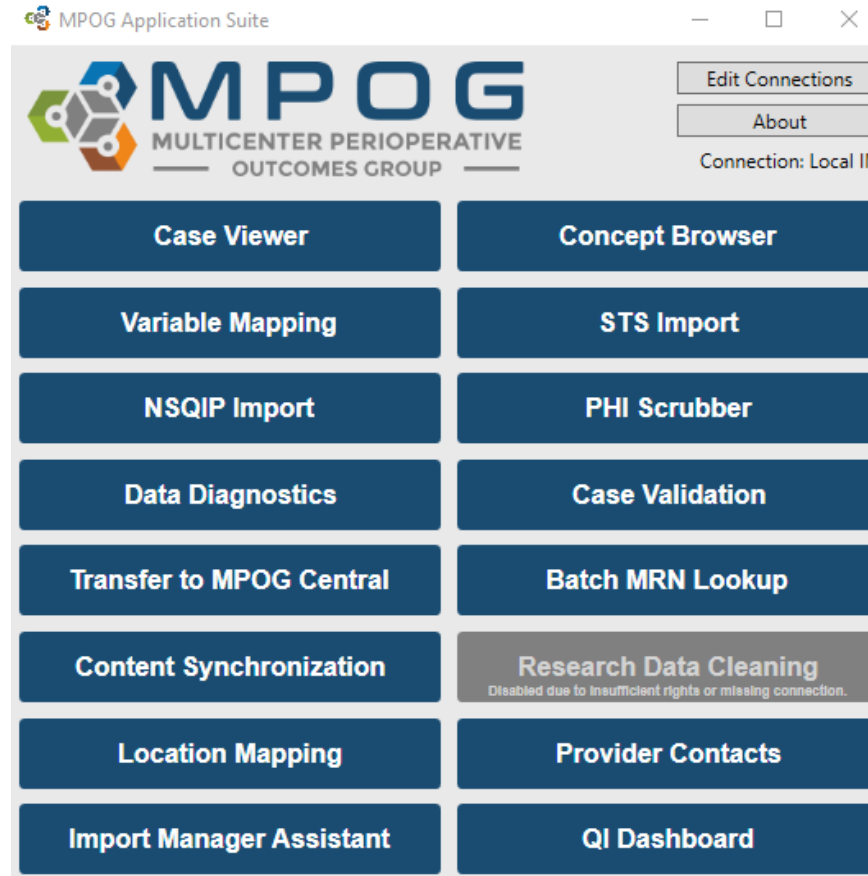 MPOG Application Suite
MPOG
MULTICENTER PERIOPERATIVE
OUTCOMES GROUP
Edit Connections
About
Connection: Local I
Case Viewer
Concept Browser
Variable Mapping
STS Import
NSQIP Import
PHI Scrubber
Data Diagnostics
Case Validation
Transfer to MPOG Central
Batch MRN Lookup
Content Synchronization
Research Data Cleaning
Disabled due to insufficient rights or missing connection.
Location Mapping
Provider Contacts
Import Manager Assistant
QI Dashboard